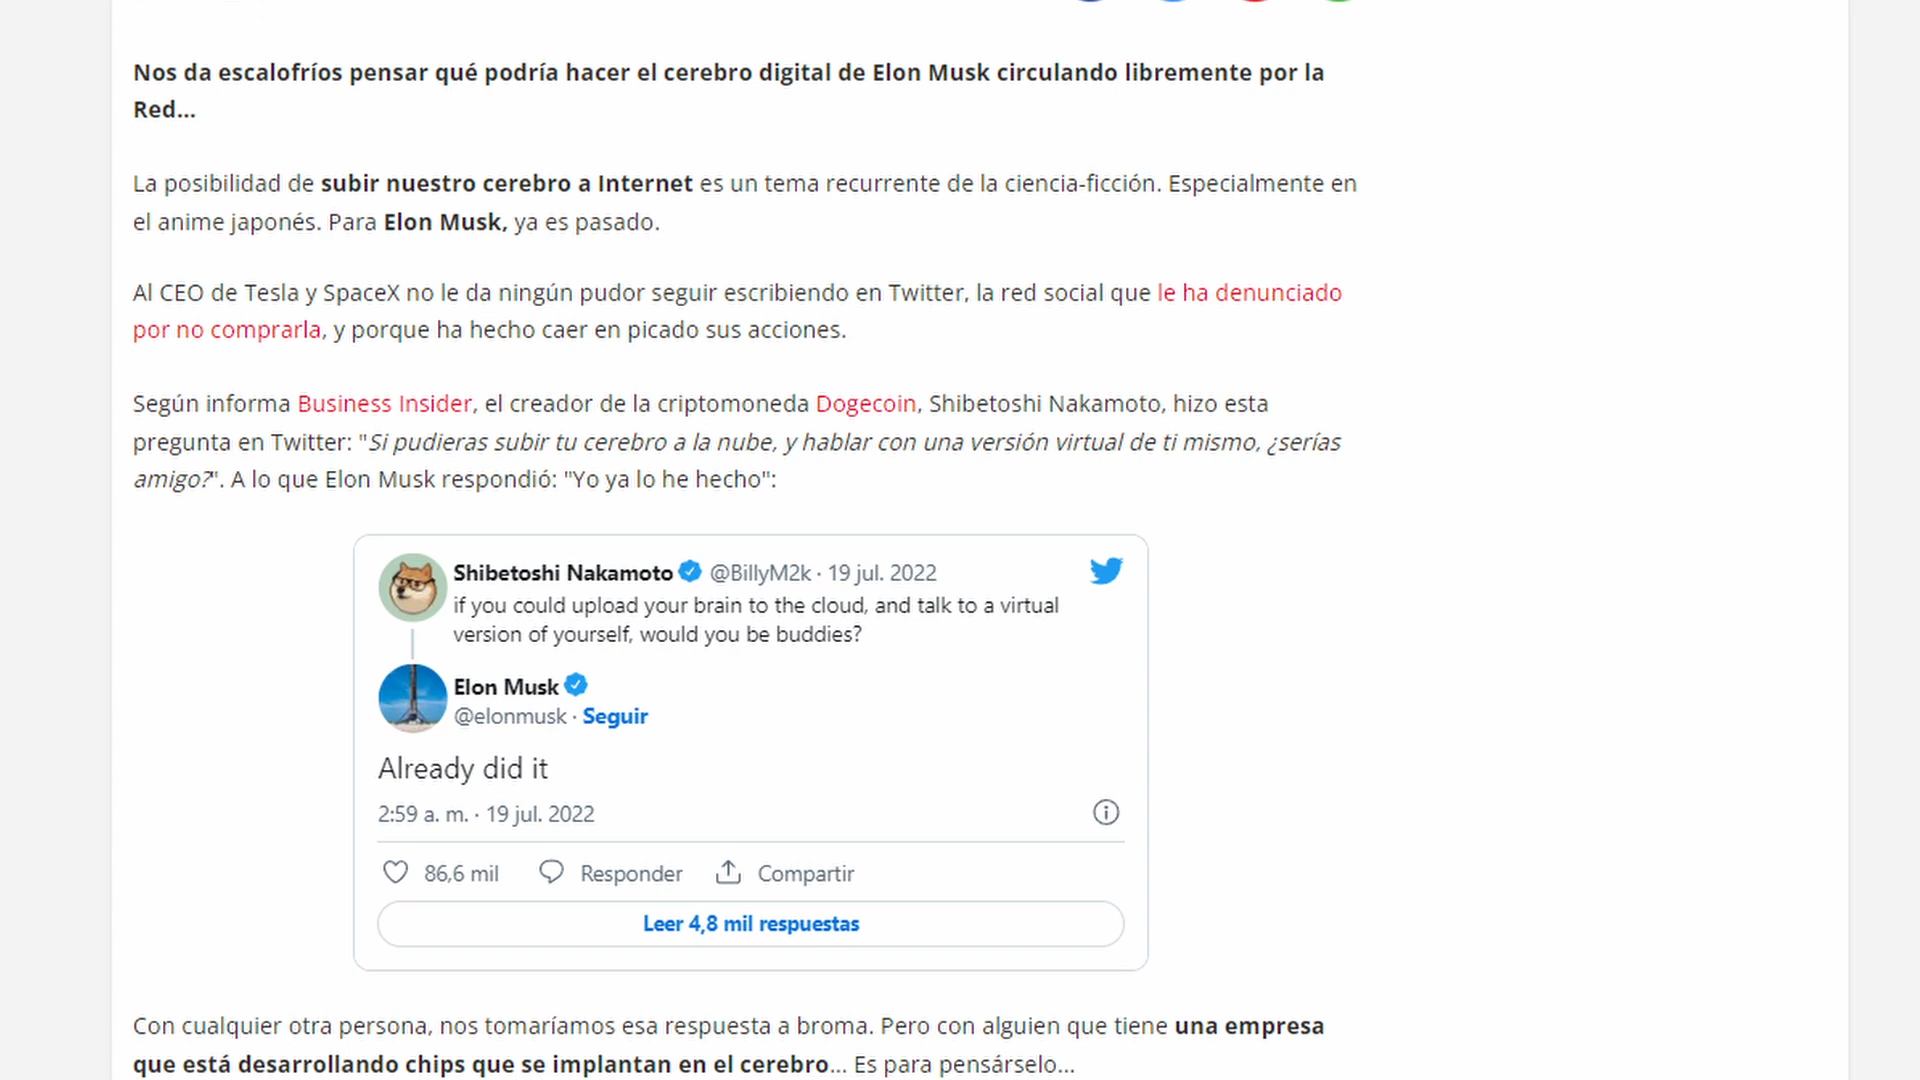 Nos da escalofríos pensar qué podría hacer el cerebro digital de Elon Musk circulando libremente por la
Red...
La posibilidad de subir nuestro cerebro a Internet es un tema recurrente de la ciencia-ficción. Especialmente en
el anime japonés. Para Elon Musk, ya es pasado.
Al CEO de Tesla y SpaceX no le da ningún pudor seguir escribiendo en Twitter, la red social que le ha denunciado
por no comprarla, y porque ha hecho caer en picado sus acciones.
Según informa Business Insider, el creador de la criptomoneda Dogecoin, Shibetoshi Nakamoto, hizo esta
pregunta en Twitter: "Si pudieras subir tu cerebro a la nube, y hablar con una versión virtual de ti mismo, ¿serías
amigo?". A lo que Elon Musk respondió: "Yo ya lo he hecho":
Shibetoshi Nakamoto @BillyM2k · 19 jul. 2022
if you could upload your brain to the cloud, and talk to a virtual
version of yourself, would you be buddies?
Elon Musk
@elonmusk · Seguir
Already did it
2:59 a. m. · 19 jul. 2022
86,6 mil Responder Compartir
Leer 4,8 mil respuestas
Con cualquier otra persona, nos tomaríamos esa respuesta a broma. Pero con alguien que tiene una empresa
que está desarrollando chips que se implantan en el cerebro... Es para pensárselo...